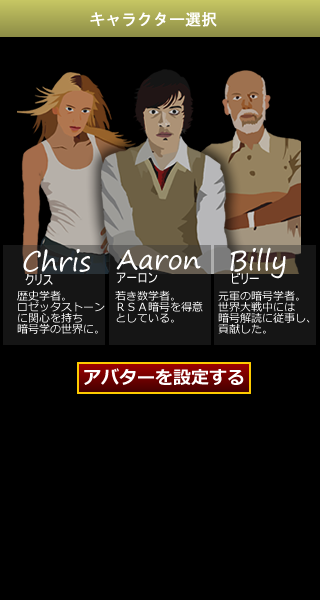 キャラクター選択
Chris
クリス
歴史学者。
ロゼッタストーン
に関心を持ち
暗号学の世界に。
Aaron
アーロン
若き数学者。
ＲＳＡ暗号を得意
としている。
Billy
ビリー
元軍の暗号学者。
世界大戦中には
暗号解読に従事し、
貢献した。
アバターを設定する